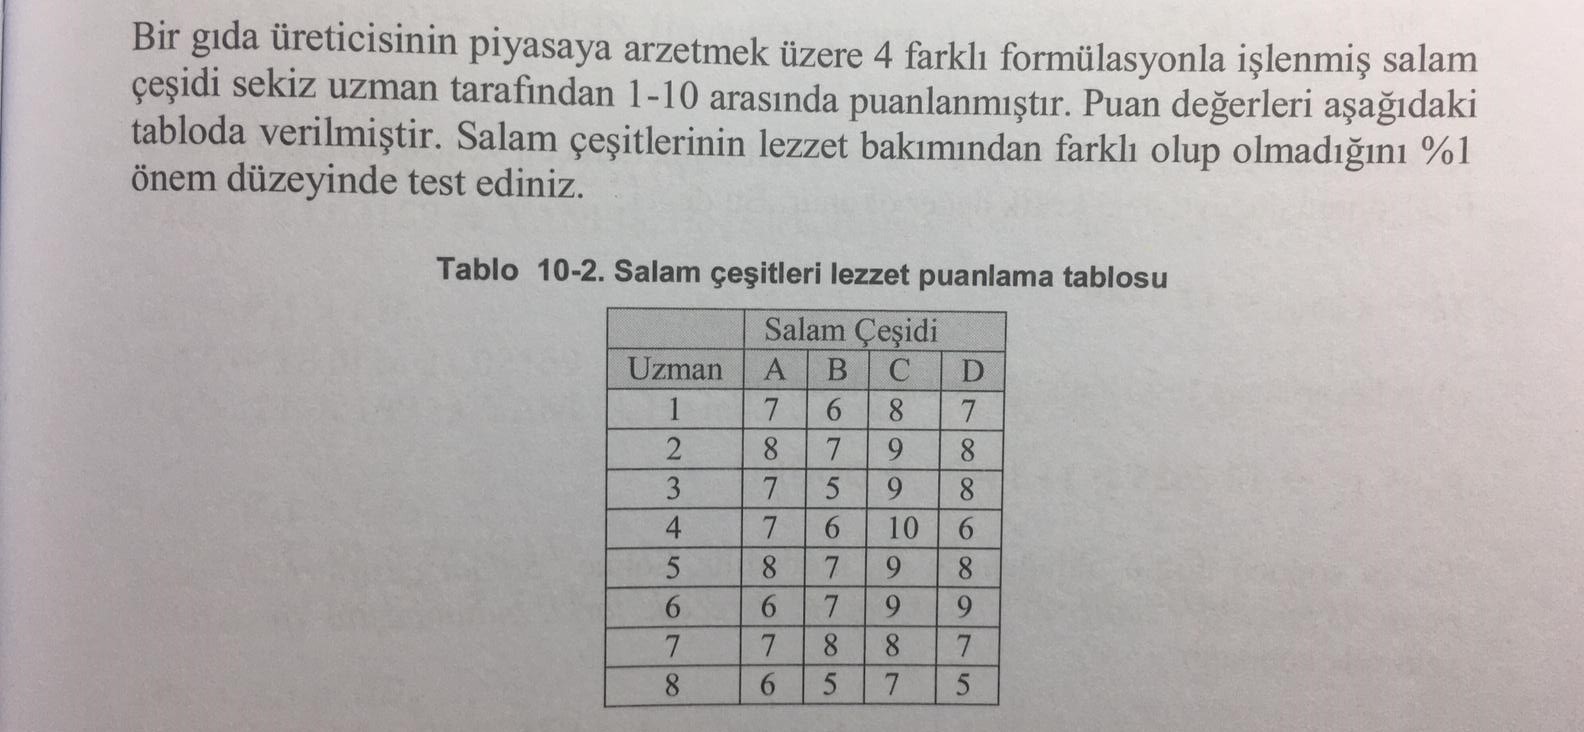 Bir gıda üreticisinin piyasaya arzetmek üzere 4 farklı formülasyonla işlenmiş salam
çeşidi sekiz uzman tarafından 1-10 arasında puanlanmıştır. Puan değerleri aşağıdaki
tabloda verilmiştir. Salam çeşitlerinin lezzet bakımından farklı olup olmadığını %1
önem düzeyinde test ediniz.
Tablo 10-2. Salam çeşitleri lezzet puanlama tablosu
Salam Çeşidi
Uzman A B C D
1 7 6 8 7
2 8 7 9 8
3 7 5 9 8
4 7 6 10 6
5 8 7 9 8
6 6 7 9 9
7 7 8 8 7
8 6 5 7 5